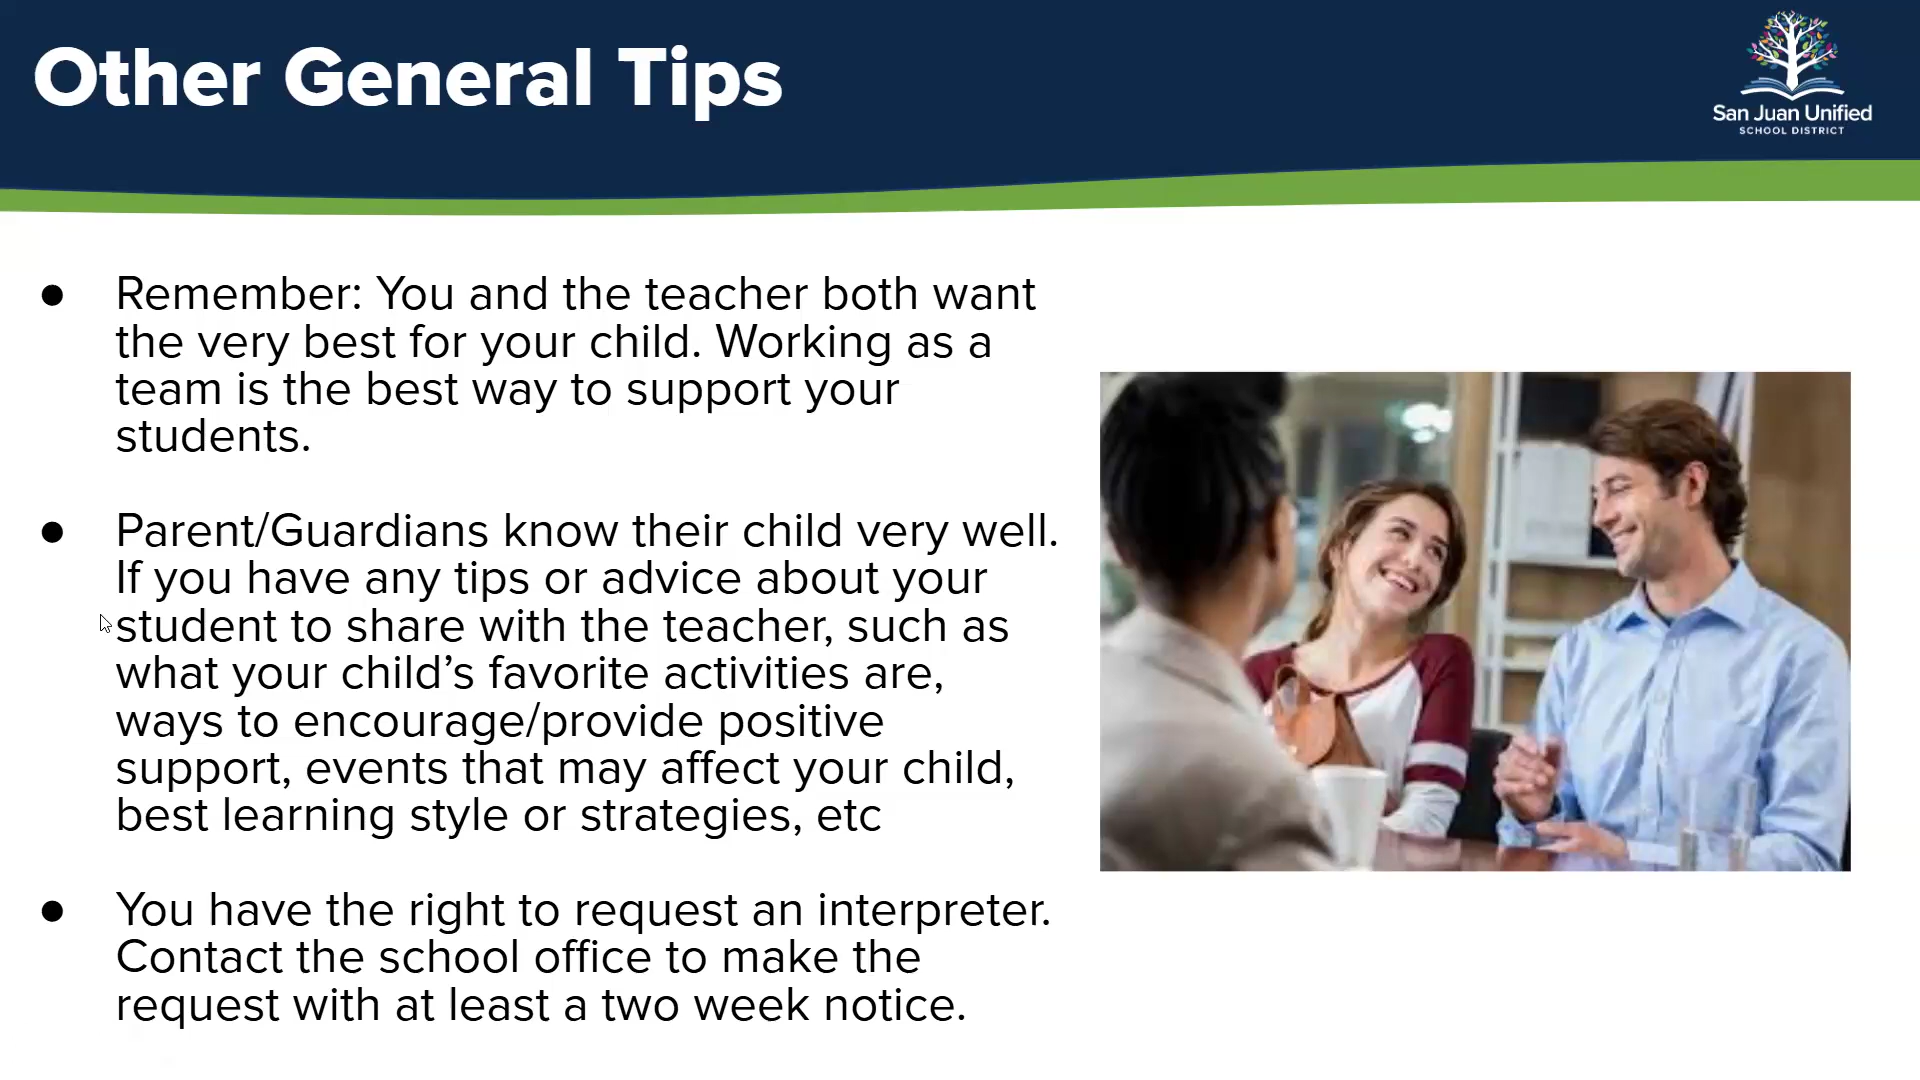 Other General Tips
San Juan Unified
SCHOOL DISTRICT
● Remember: You and the teacher both want
the very best for your child. Working as a
team is the best way to support your
students.
● Parent/Guardians know their child very well.
If you have any tips or advice about your
student to share with the teacher, such as
what your child’s favorite activities are,
ways to encourage/provide positive
support, events that may affect your child,
best learning style or strategies, etc
● You have the right to request an interpreter.
Contact the school office to make the
request with at least a two week notice.